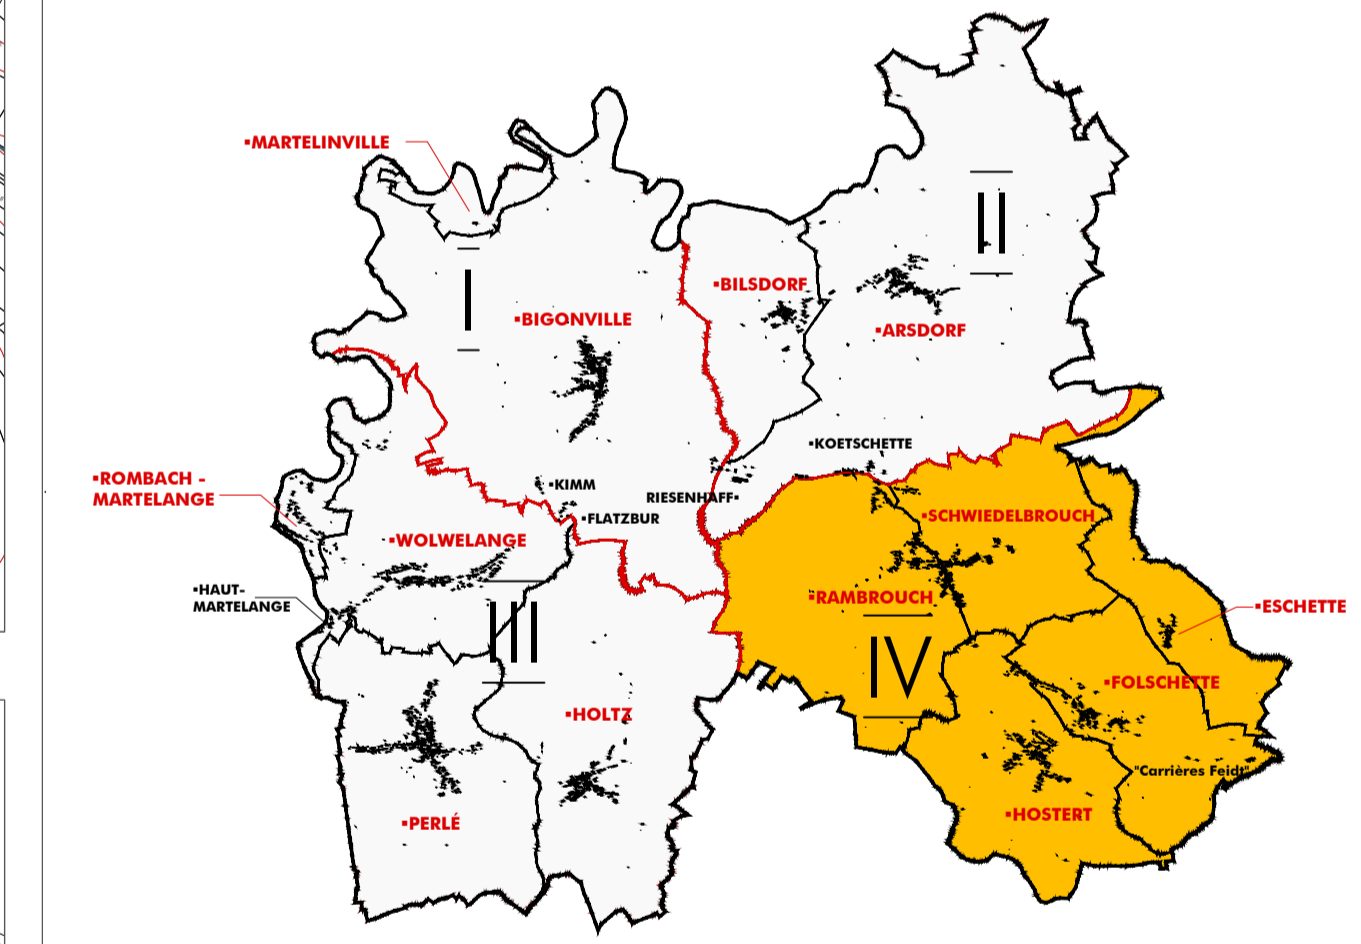 ▪MARTELINVILLE
II
▪BILSDORF
I
▪BIGONVILLE
▪ARSDORF
▪KOETSCHETTE
▪ROMBACH -
MARTELANGE
▪KIMM
RIESENHAFF▪
▪FLATZBUR
▪SCHWIEDELBROUCH
▪WOLWELANGE
▪HAUT-
MARTELANGE
▪RAMBROUCH
▪ESCHETTE
III
IV
▪FOLSCHETTE
▪HOLTZ
"Carrières Feidt"
▪HOSTERT
▪PERLÉ